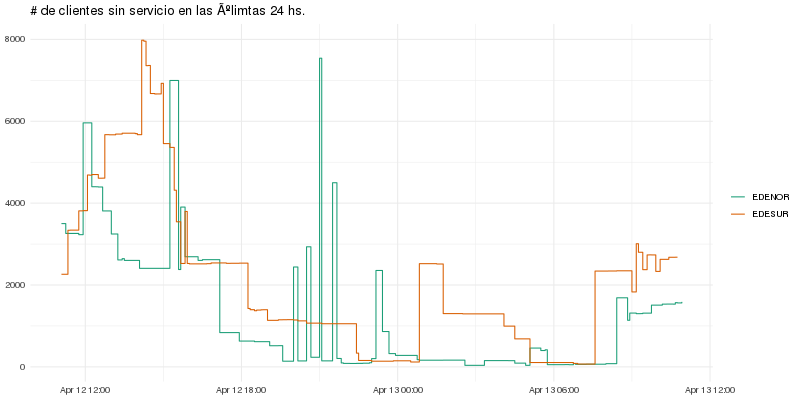 # de clientes sin servicio en las Ãºlimtas 24 hs.
8000
6000
4000
2000
0
Apr 12 12:00
Apr 12 18:00
Apr 13 00:00
Apr 13 06:00
Apr 13 12:00
EDENOR
EDESUR